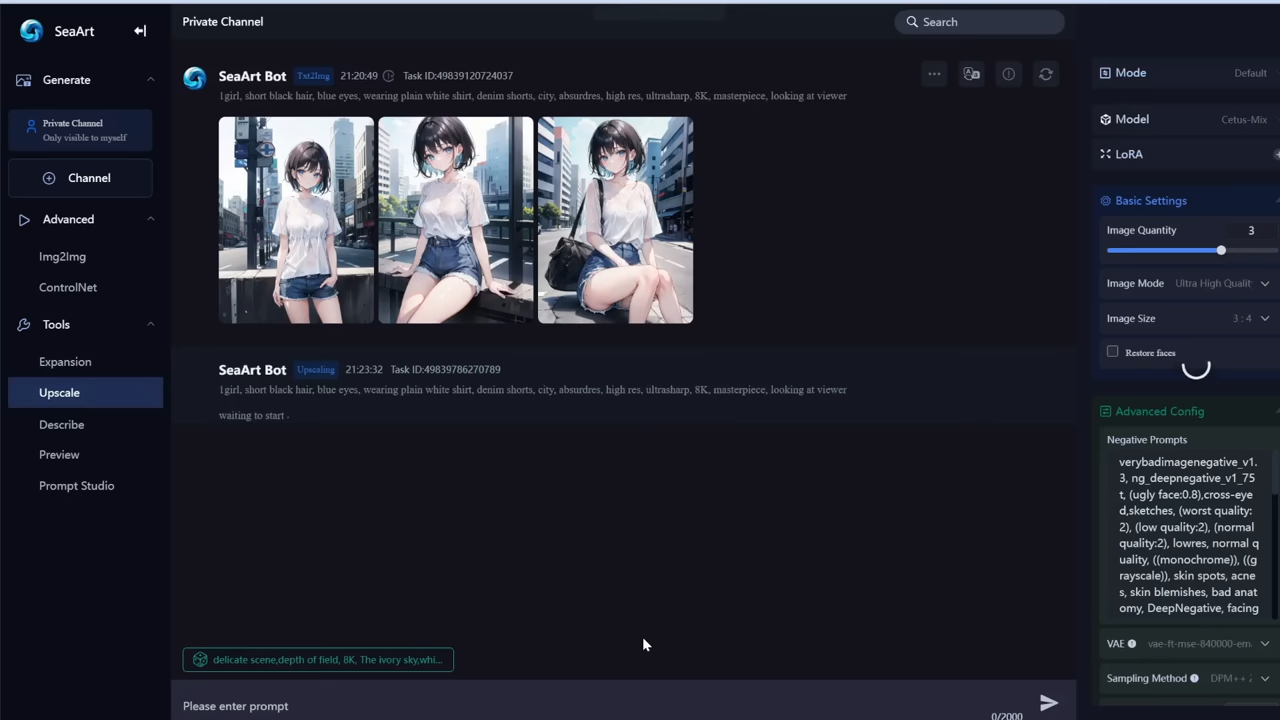 SeaArt
Generate
Private Channel
Only visible to myself
Channel
Advanced
Img2Img
ControlNet
Tools
Expansion
Upscale
Describe
Preview
Prompt Studio
Private Channel
Search
SeaArt Bot Txt2Img 21:20:49 Task ID:49839120724037
1girl, short black hair, blue eyes, wearing plain white shirt, denim shorts, city, absurdres, high res, ultrasharp, 8K, masterpiece, looking at viewer
SeaArt Bot Upscaling 21:23:32 Task ID:49839786270789
1girl, short black hair, blue eyes, wearing plain white shirt, denim shorts, city, absurdres, high res, ultrasharp, 8K, masterpiece, looking at viewer
waiting to start .
delicate scene,depth of field, 8K, The ivory sky,whi...
Please enter prompt
0/2000
Mode Default
Model Cetus-Mix
LoRA
Basic Settings
Image Quantity 3
Image Mode Ultra High Qualit
Image Size 3 : 4
Restore faces
Advanced Config
Negative Prompts
verybadimagenegative_v1.
3, ng_deepnegative_v1_75
t, (ugly face:0.8),cross-eye
d,sketches, (worst quality:
2), (low quality:2), (normal
quality:2), lowres, normal q
uality, ((monochrome)), ((g
rayscale)), skin spots, acne
s, skin blemishes, bad anat
omy, DeepNegative, facing
VAE vae-ft-mse-840000-em
Sampling Method DPM++ 2